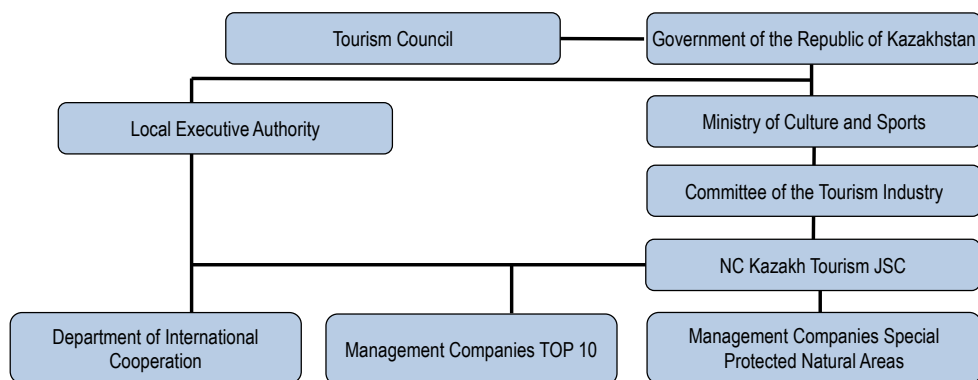 Tourism Council
Government of the Republic of Kazakhstan
Local Executive Authority
Ministry of Culture and Sports
Committee of the Tourism Industry
NC Kazakh Tourism JSC
Department of International
Cooperation
Management Companies TOP 10
Management Companies Special
Protected Natural Areas